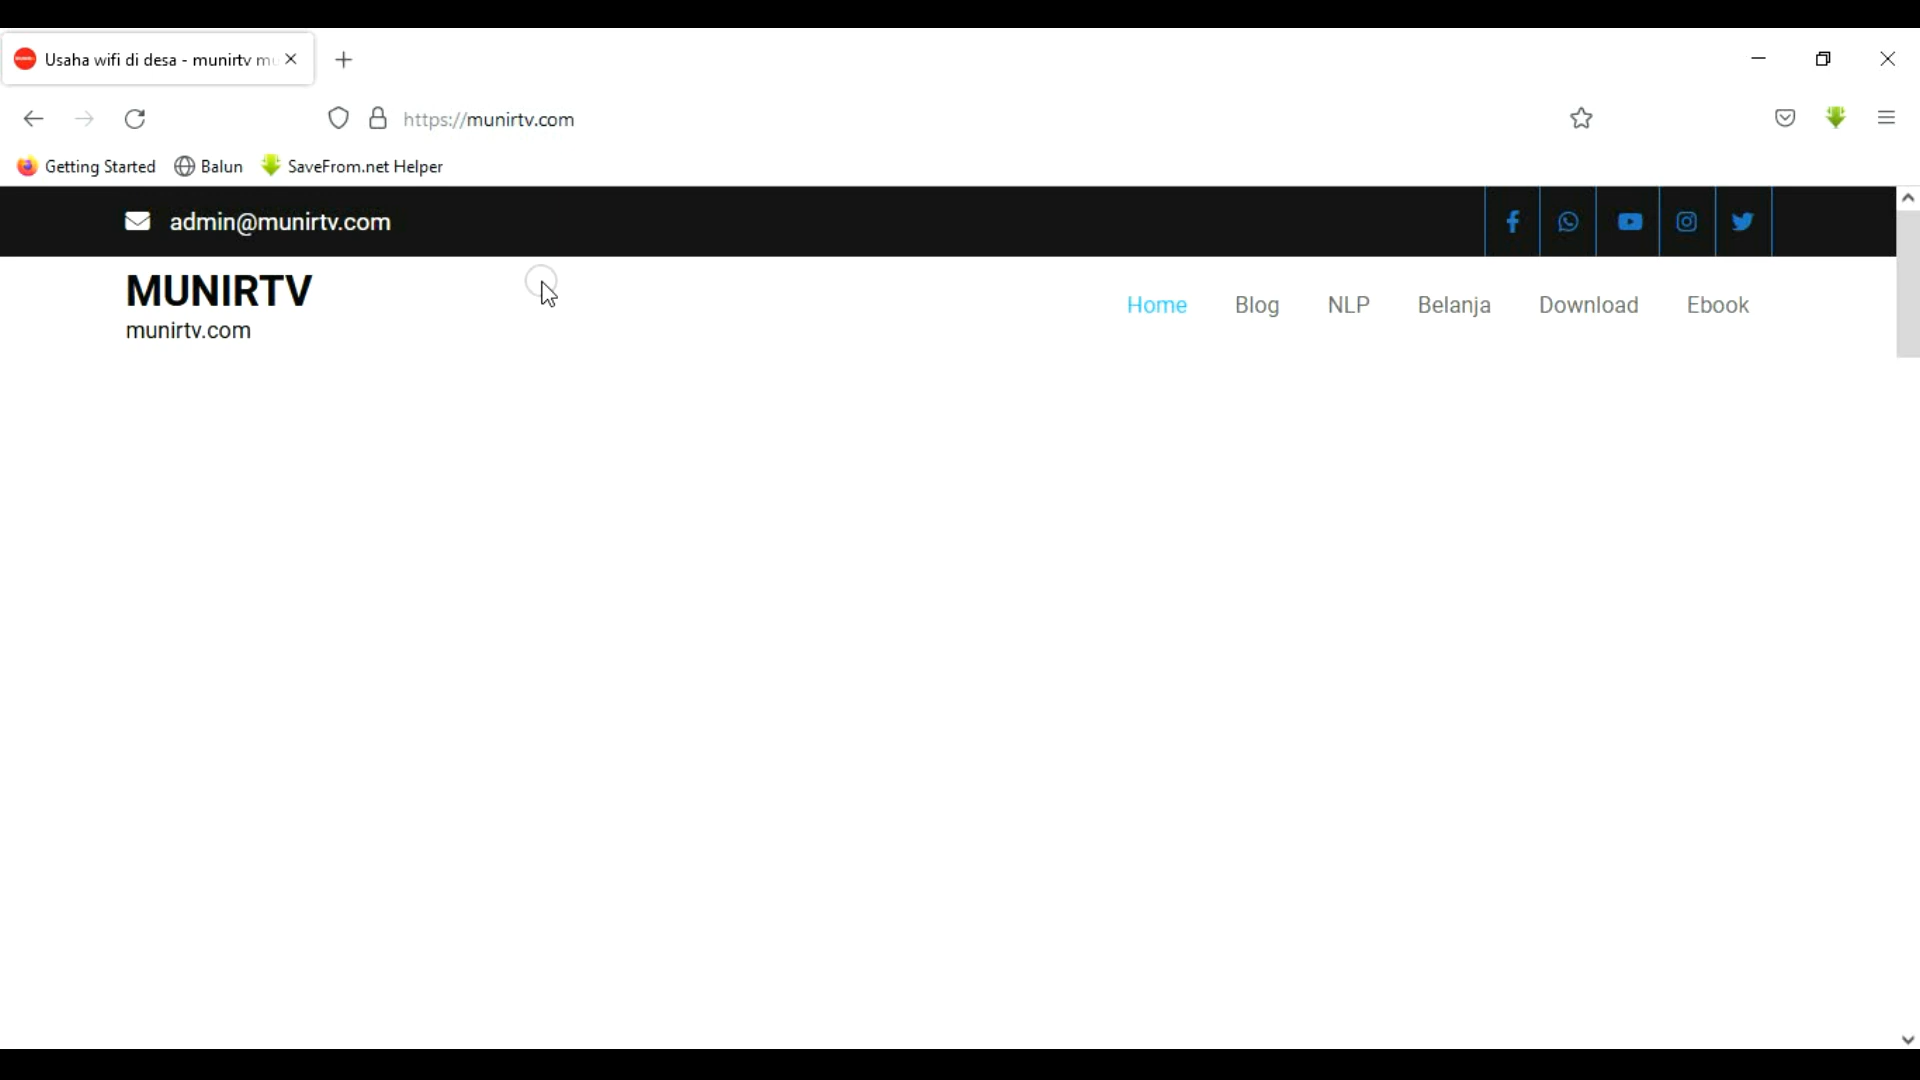 Usaha wifi di desa - munirtv
https://munirtv.com
Getting Started
Balun
SaveFrom.net Helper
admin@munirtv.com
MUNIRTV
munirtv.com
Home
Blog
NLP
Belanja
Download
Ebook